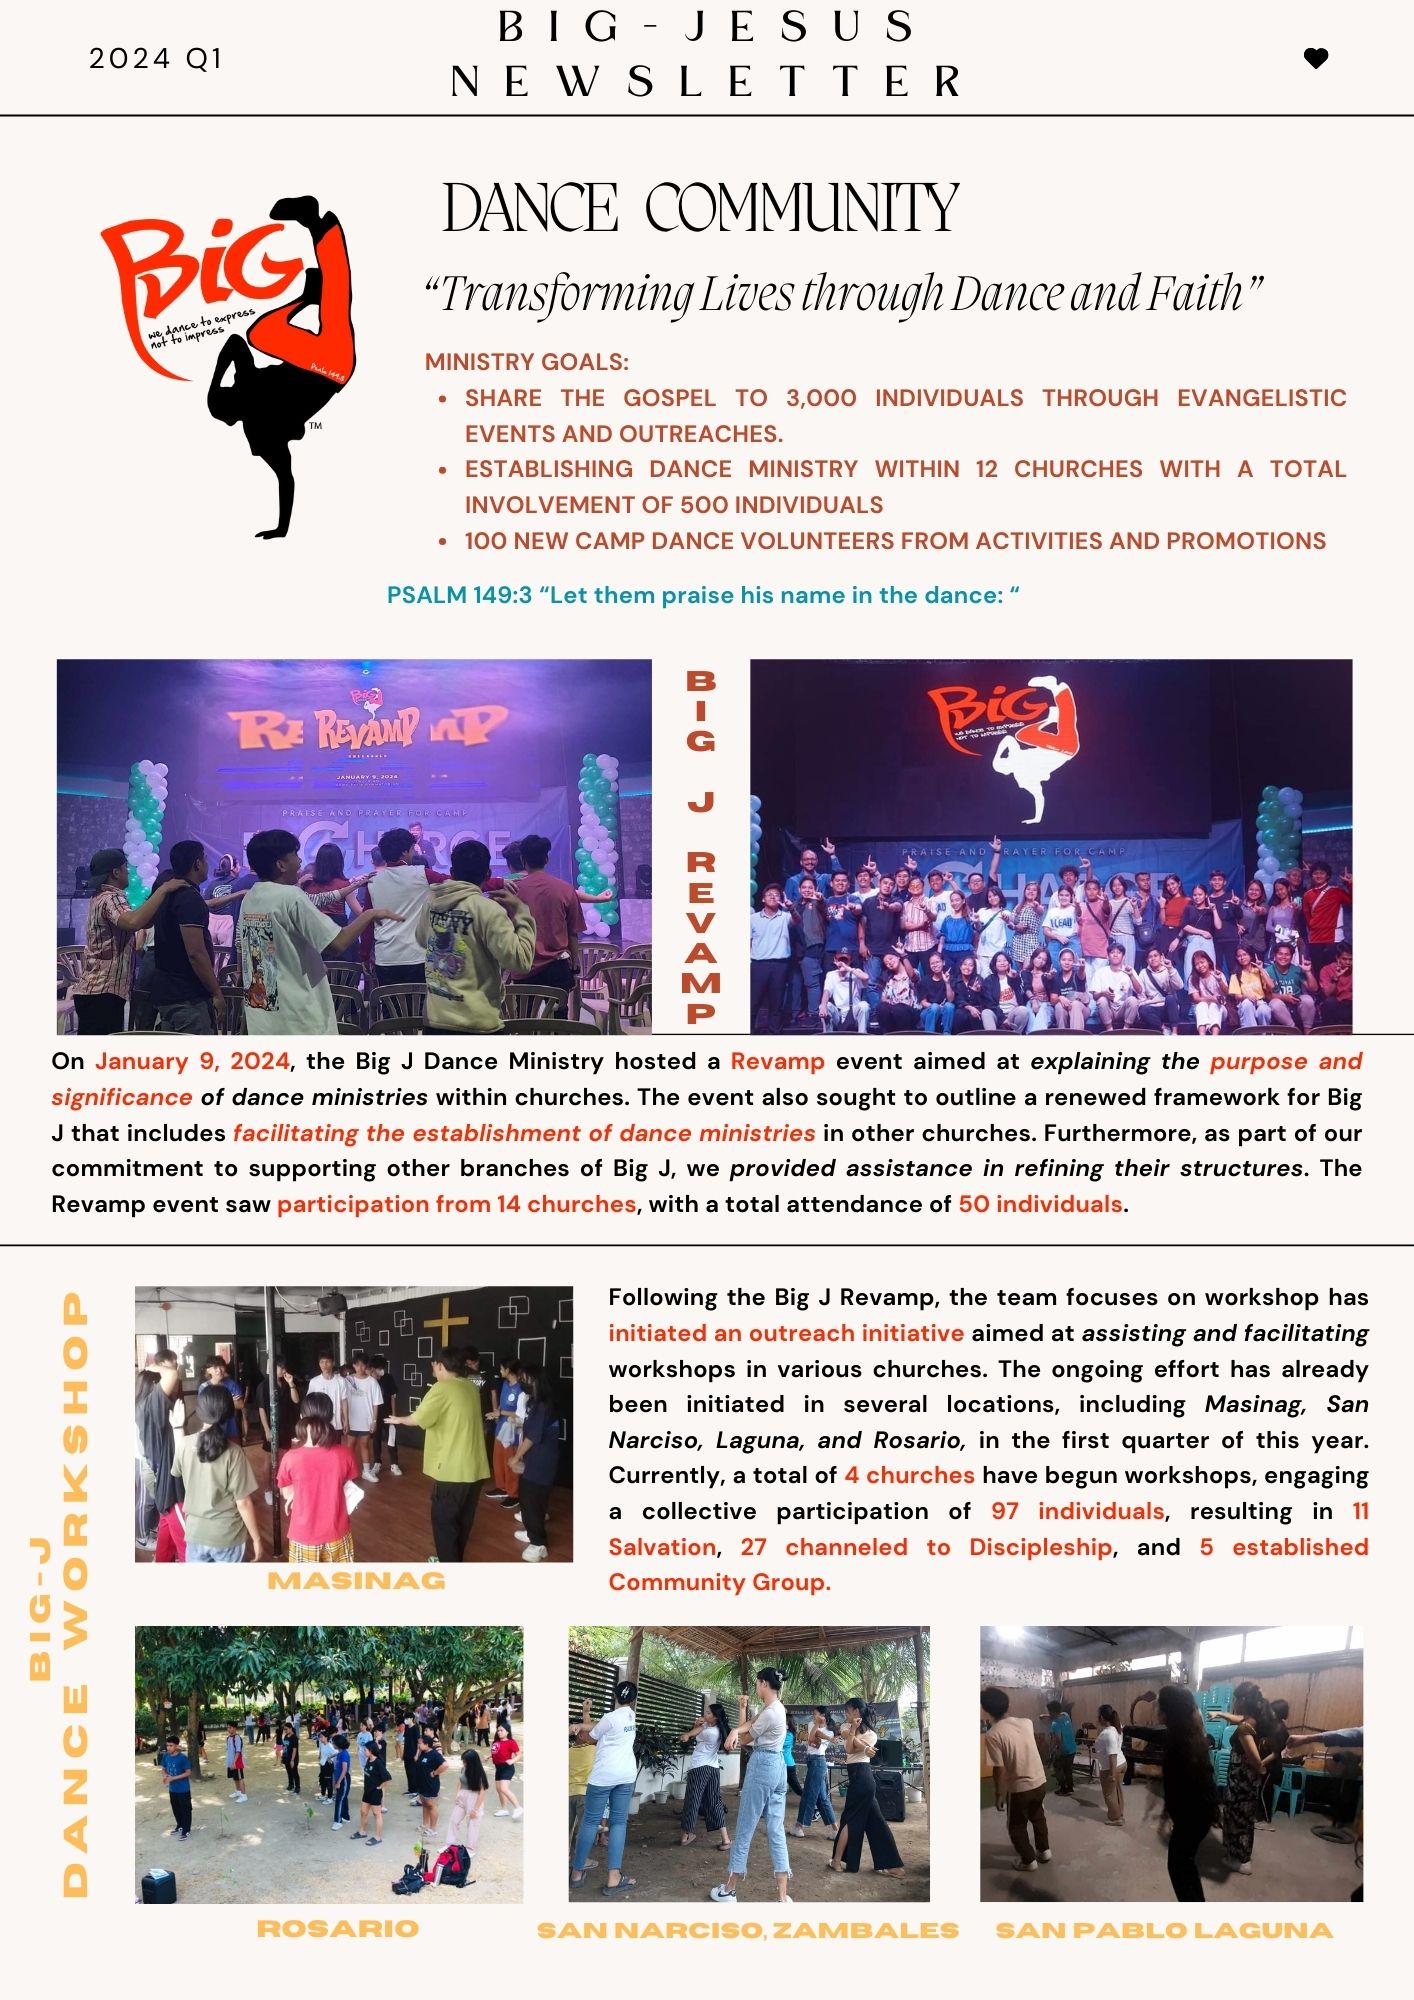 2024 Q1
BIG-JESUS
NEWSLETTER
BiG
we dance to express
not to impress
Psalm 149:3
TM
DANCE COMMUNITY
“Transforming Lives through Dance and Faith”
MINISTRY GOALS:
• SHARE THE GOSPEL TO 3,000 INDIVIDUALS THROUGH EVANGELISTIC
EVENTS AND OUTREACHES.
• ESTABLISHING DANCE MINISTRY WITHIN 12 CHURCHES WITH A TOTAL
INVOLVEMENT OF 500 INDIVIDUALS
• 100 NEW CAMP DANCE VOLUNTEERS FROM ACTIVITIES AND PROMOTIONS
PSALM 149:3 “Let them praise his name in the dance: “
REVAMP
JANUARY 9, 2024
PRAISE AND PRAYER FOR CAMP
BIG J REVAMP
BiG
WE DANCE TO EXPRESS
NOT TO IMPRESS
PRAISE AND PRAYER FOR CAMP
On January 9, 2024, the Big J Dance Ministry hosted a Revamp event aimed at explaining the purpose and
significance of dance ministries within churches. The event also sought to outline a renewed framework for Big
J that includes facilitating the establishment of dance ministries in other churches. Furthermore, as part of our
commitment to supporting other branches of Big J, we provided assistance in refining their structures. The
Revamp event saw participation from 14 churches, with a total attendance of 50 individuals.
BIG-J
DANCE WORKSHOP
MASINAG
Following the Big J Revamp, the team focuses on workshop has
initiated an outreach initiative aimed at assisting and facilitating
workshops in various churches. The ongoing effort has already
been initiated in several locations, including Masinag, San
Narciso, Laguna, and Rosario, in the first quarter of this year.
Currently, a total of 4 churches have begun workshops, engaging
a collective participation of 97 individuals, resulting in 11
Salvation, 27 channeled to Discipleship, and 5 established
Community Group.
ROSARIO
SAN NARCISO, ZAMBALES
SAN PABLO LAGUNA